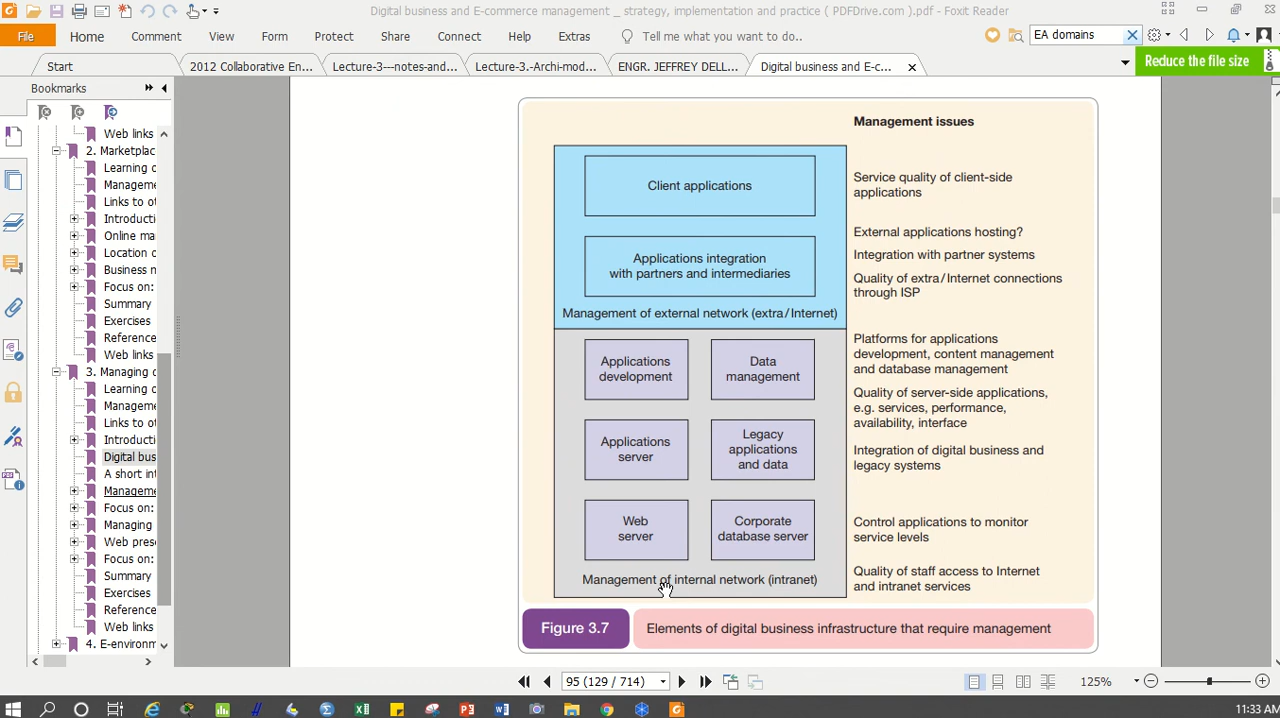 Digital business and E-commerce management _ strategy, implementation and practice ( PDFDrive.com ).pdf - Foxit Reader
File
Home
Comment
View
Form
Protect
Share
Connect
Help
Extras
Tell me what you want to do...
EA domains
Start
2012 Collaborative En...
Lecture-3---notes-and...
Lecture-3.-Archimod...
ENGR. JEFFREY DELL...
Digital business and E-c...
Reduce the file size
Bookmarks
Web links
2. Marketplac
Learning o
Manageme
Links to ot
Introducti
Online ma
Location o
Business m
Focus on:
Summary
Exercises
Reference
Web links
3. Managing o
Learning o
Manageme
Links to ot
Introductio
Digital bus
A short int
Manageme
Focus on:
Managing
Web prese
Focus on:
Summary
Exercises
Reference
Web links
4. E-environm
Management issues
Client applications
Service quality of client-side
applications
External applications hosting?
Applications integration
with partners and intermediaries
Integration with partner systems
Quality of extra/Internet connections
through ISP
Management of external network (extra/Internet)
Applications
development
Data
management
Platforms for applications
development, content management
and database management
Quality of server-side applications,
e.g. services, performance,
availability, interface
Applications
server
Legacy
applications
and data
Integration of digital business and
legacy systems
Web
server
Corporate
database server
Control applications to monitor
service levels
Management of internal network (intranet)
Quality of staff access to Internet
and intranet services
Figure 3.7
Elements of digital business infrastructure that require management
95 (129 / 714)
125%
11:33 AM